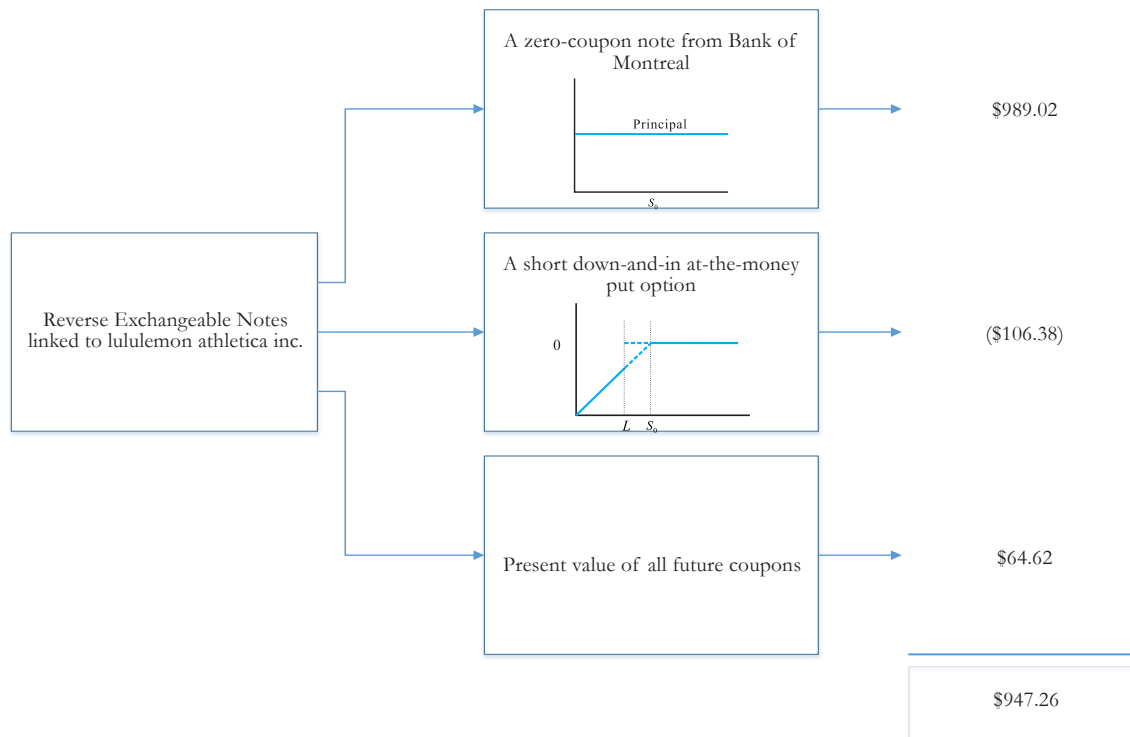 A zero-coupon note from Bank of
Montreal
Principal
S₀
$989.02
Reverse Exchangeable Notes
linked to lululemon athletica inc.
A short down-and-in at-the-money
put option
0
L S₀
($106.38)
Present value of all future coupons
$64.62
$947.26